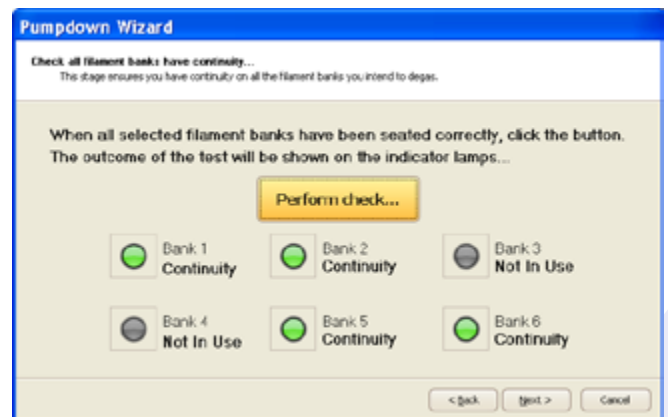 Pumpdown Wizard
Check all filament banks have continuity...
This stage ensures you have continuity on all the filament banks you intend to degas.
When all selected filament banks have been seated correctly, click the button.
The outcome of the test will be shown on the indicator lamps...
Perform check...
Bank 1
Continuity
Bank 2
Continuity
Bank 3
Not In Use
Bank 4
Not In Use
Bank 5
Continuity
Bank 6
Continuity
< Back
Next >
Cancel